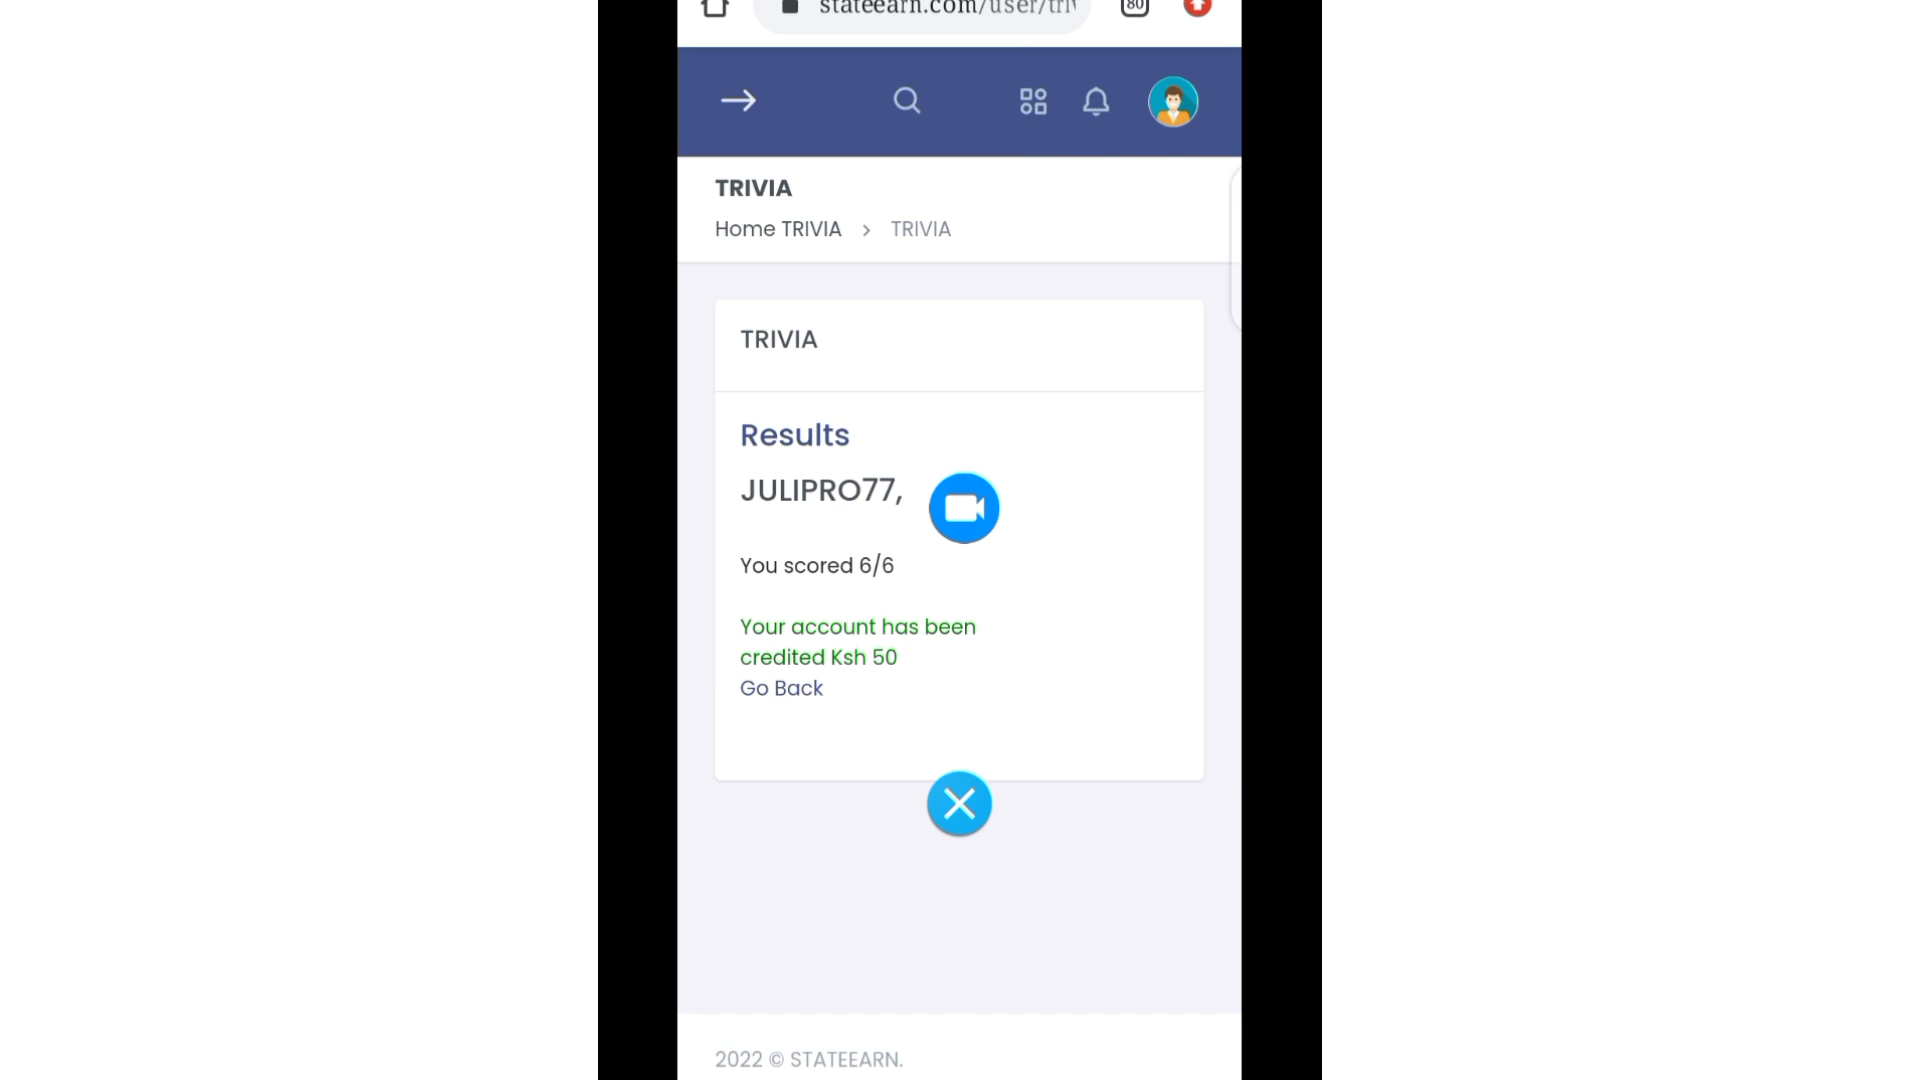 stateearn.com/user/triv
80
TRIVIA
Home TRIVIA > TRIVIA
TRIVIA
Results
JULIPRO77,
You scored 6/6
Your account has been
credited Ksh 50
Go Back
2022 © STATEEARN.